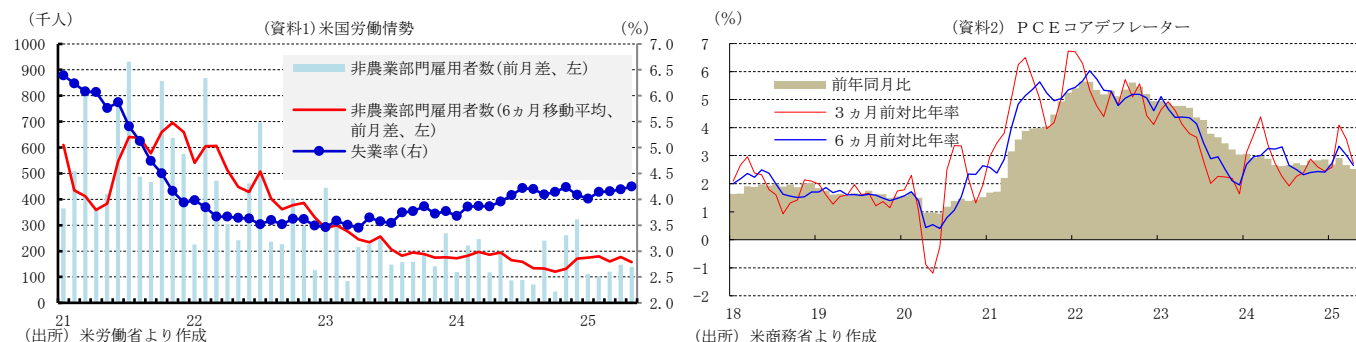 (資料1)米国労働情勢
（千人）
(%)
1000
900
800
700
600
500
400
300
200
100
0
7.0
6.5
6.0
5.5
5.0
4.5
4.0
3.5
3.0
2.5
2.0
非農業部門雇用者数(前月差、左)
非農業部門雇用者数(6ヵ月移動平均、
前月差、左)
失業率(右)
21 22 23 24 25
（出所）米労働省より作成
(資料2) ＰＣＥコアデフレーター
(%)
7
6
5
4
3
2
1
0
-1
-2
前年同月比
３ヵ月前対比年率
６ヵ月前対比年率
18 19 20 21 22 23 24 25
（出所）米商務省より作成